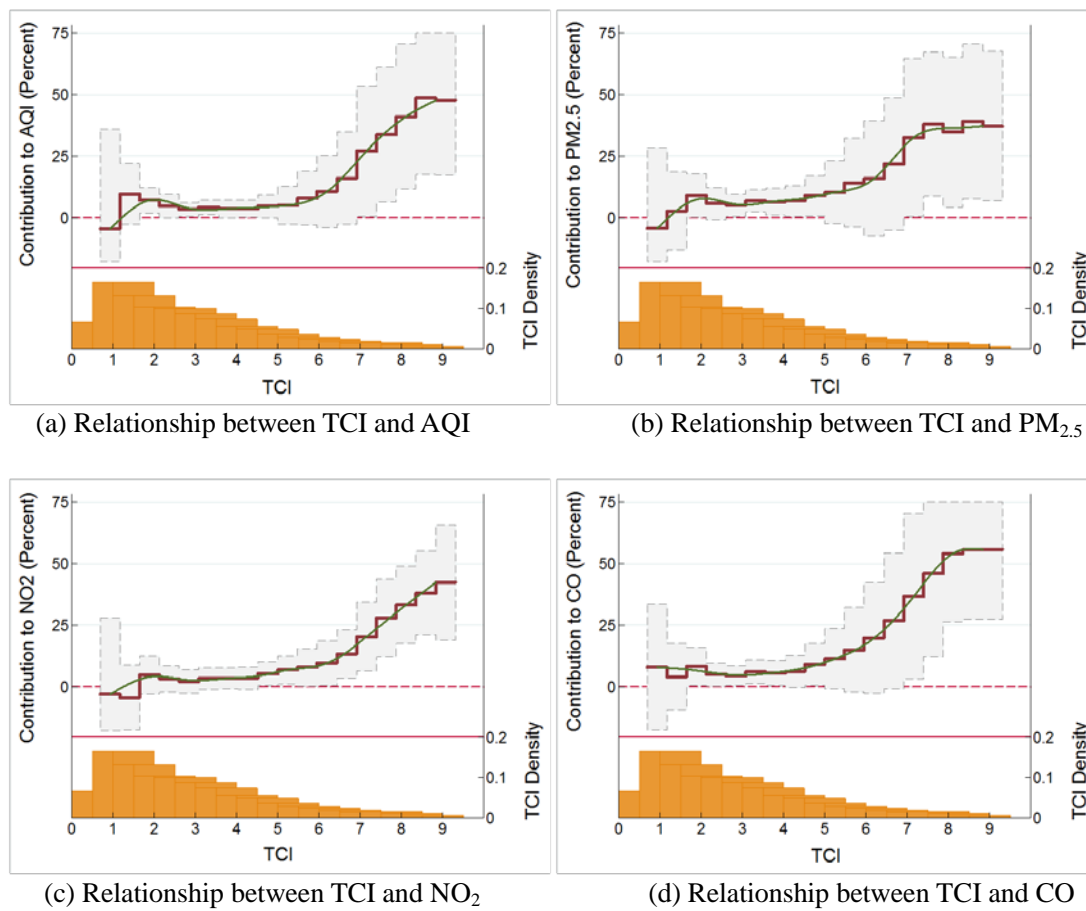 Contribution to AQI (Percent)
75
50
25
0
0.2
0.1
0
TCI Density
0 1 2 3 4 5 6 7 8 9
TCI
(a) Relationship between TCI and AQI
Contribution to PM2.5 (Percent)
75
50
25
0
0.2
0.1
0
TCI Density
0 1 2 3 4 5 6 7 8 9
TCI
(b) Relationship between TCI and PM2.5
Contribution to NO2 (Percent)
75
50
25
0
0.2
0.1
0
TCI Density
0 1 2 3 4 5 6 7 8 9
TCI
(c) Relationship between TCI and NO2
Contribution to CO (Percent)
75
50
25
0
0.2
0.1
0
TCI Density
0 1 2 3 4 5 6 7 8 9
TCI
(d) Relationship between TCI and CO